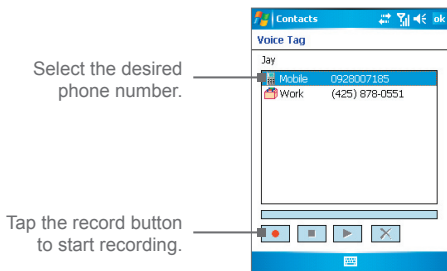 Contacts ok
Voice Tag
Jay
Select the desired
phone number.
Mobile 0928007185
Work (425) 878-0551
Tap the record button
to start recording.